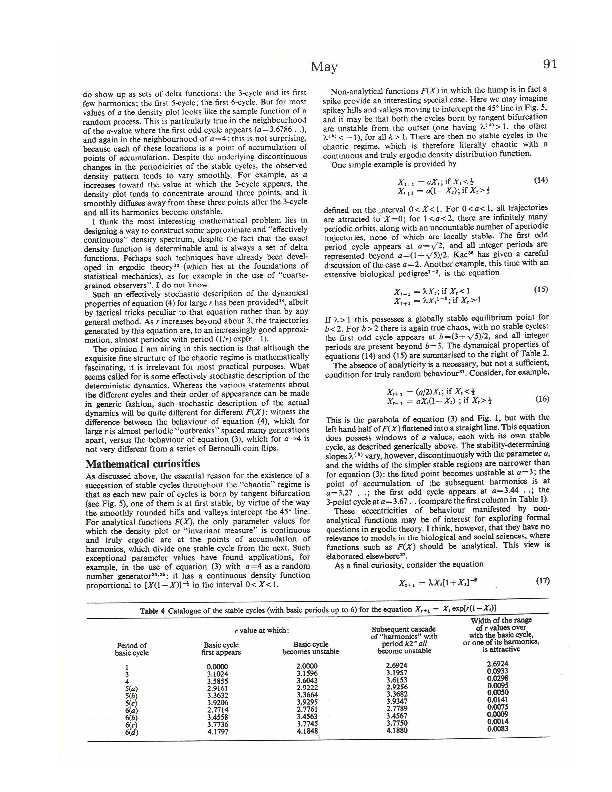 May
91
do show up as sets of delta functions: the 3-cycle and its first
few harmonics; the first 5-cycle; the first 6-cycle. But for most
values of a the density plot looks like the sample function of a
random process. This is particularly true in the neighbourhood
of the a-value where the first odd cycle appears (a=3.6786 . .),
and again in the neighbourhood of a=4: this is not surprising,
because each of these locations is a point of accumulation of
points of accumulation. Despite the underlying discontinuous
changes in the periodicities of the stable cycles, the observed
density pattern tends to vary smoothly. For example, as a
increases toward the value at which the 3-cycle appears, the
density plot tends to concentrate around three points, and it
smoothly diffuses away from these three points after the 3-cycle
and all its harmonics become unstable.
I think the most interesting mathematical problem lies in
designing a way to construct some approximate and "effectively
continuous" density spectrum, despite the fact that the exact
density function is determinable and is always a set of delta
functions. Perhaps such techniques have already been devel-
oped in ergodic theory (which lies at the foundations of
statistical mechanics), as for example in the use of "coarse-
grained observers". I do not know.
Such an effectively stochastic description of the dynamical
properties of equation (4) for large r has been provided, albeit
by tactical tricks peculiar to that equation rather than by any
general method. As r increases beyond about 3, the trajectories
generated by this equation are, to an increasingly good approxi-
mation, almost periodic with period (1/r) exp(r−1).
The opinion I am airing in this section is that although the
exquisite fine structure of the chaotic regime is mathematically
fascinating, it is irrelevant for most practical purposes. What
seems called for is some effectively stochastic description of the
deterministic dynamics. Whereas the various statements about
the different cycles and their order of appearance can be made
in generic fashion, such stochastic description of the actual
dynamics will be quite different for different F(X): witness the
difference between the behaviour of equation (4), which for
large r is almost periodic "outbreaks" spaced many generations
apart, versus the behaviour of equation (3), which for a→4 is
not very different from a series of Bernoulli coin flips.
Mathematical curiosities
As discussed above, the essential reason for the existence of a
succession of stable cycles throughout the "chaotic" regime is
that as each new pair of cycles is born by tangent bifurcation
(see Fig. 5), one of them is at first stable, by virtue of the way
the smoothly rounded hills and valleys intercept the 45° line.
For analytical functions F(X), the only parameter values for
which the density plot or "invariant measure" is continuous
and truly ergodic are at the points of accumulation of
harmonics, which divide one stable cycle from the next. Such
exceptional parameter values have found applications, for
example, in the use of equation (3) with a=4 as a random
number generator: it has a continuous density function
proportional to [X(1−X)]^−½ in the interval 0<X<1.
Non-analytical functions F(X) in which the hump is in fact a
spike provide an interesting special case. Here we may imagine
spikey hills and valleys moving to intercept the 45° line in Fig. 5,
and it may be that both the cycles born by tangent bifurcation
are unstable from the outset (one having λ(k)>1, the other
λ(k)<−1), for all k>1. There are then no stable cycles in the
chaotic regime, which is therefore literally chaotic with a
continuous and truly ergodic density distribution function.
One simple example is provided by
Xt+1 = aXt; if Xt<½
(14)
Xt+1 = a(1−Xt); if Xt>½
defined on the interval 0<X<1. For 0<a<1, all trajectories
are attracted to X=0; for 1<a<2, there are infinitely many
periodic orbits, along with an uncountable number of aperiodic
trajectories, none of which are locally stable. The first odd
period cycle appears at a=√2, and all integer periods are
represented beyond a=(1+√5)/2. Kac has given a careful
discussion of the case a=2. Another example, this time with an
extensive biological pedigree, is the equation
Xt+1 = λXt; if Xt<1
(15)
Xt+1 = λXt^1−b; if Xt>1
If λ>1 this possesses a globally stable equilibrium point for
b<2. For b>2 there is again true chaos, with no stable cycles:
the first odd cycle appears at b=(3+√5)/2, and all integer
periods are present beyond b=3. The dynamical properties of
equations (14) and (15) are summarised to the right of Table 2.
The absence of analyticity is a necessary, but not a sufficient,
condition for truly random behaviour. Consider, for example,
Xt+1 = (a/2)Xt; if Xt<½
(16)
Xt+1 = aXt(1−Xt) ; if Xt>½
This is the parabola of equation (3) and Fig. 1, but with the
left hand half of F(X) flattened into a straight line. This equation
does possess windows of a values, each with its own stable
cycle, as described generically above. The stability-determining
slopes λ(k) vary, however, discontinuously with the parameter a,
and the widths of the simpler stable regions are narrower than
for equation (3): the fixed point becomes unstable at a=3; the
point of accumulation of the subsequent harmonics is at
a=3.27 . .; the first odd cycle appears at a=3.44 . .; the
3-point cycle at a=3.67 . . (compare the first column in Table 1).
These eccentricities of behaviour manifested by non-
analytical functions may be of interest for exploring formal
questions in ergodic theory. I think, however, that they have no
relevance to models in the biological and social sciences, where
functions such as F(X) should be analytical. This view is
elaborated elsewhere.
As a final curiosity, consider the equation
Xt+1 = λXt[1+Xt]^−β (17)
Table 4 Catalogue of the stable cycles (with basic periods up to 6) for the equation Xt+1 = Xt exp[r(1−Xt)]
r value at which: Subsequent cascade Width of the range
of "harmonics" with of r values over
Period of Basic cycle Basic cycle period k2ⁿ all with the basic cycle,
basic cycle first appears becomes unstable become unstable or one of its harmonics,
is attractive
1 0.0000 2.0000 2.6924 2.6924
3 3.1024 3.1596 3.1957 0.0933
4 3.5855 3.6043 3.6153 0.0298
5(a) 2.9161 2.9222 2.9256 0.0095
5(b) 3.3632 3.3664 3.3682 0.0050
5(c) 3.9206 3.9295 3.9347 0.0141
6(a) 2.7714 2.7761 2.7789 0.0075
6(b) 3.4558 3.4563 3.4567 0.0009
6(c) 3.7736 3.7745 3.7750 0.0014
6(d) 4.1797 4.1848 4.1880 0.0083